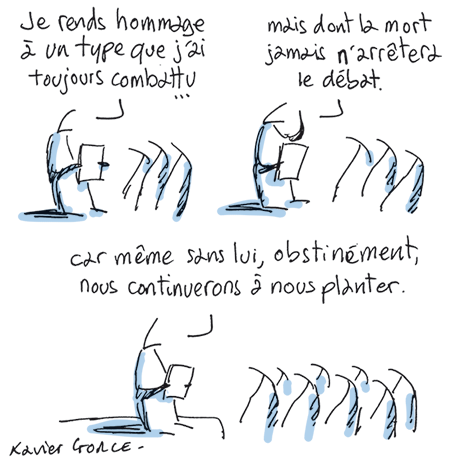 Je rends hommage
à un type que j'ai
toujours combattu
...
mais dont la mort
jamais n'arrêtera
le débat.
car même sans lui, obstinément,
nous continuerons à nous planter.
Xavier GORCE-